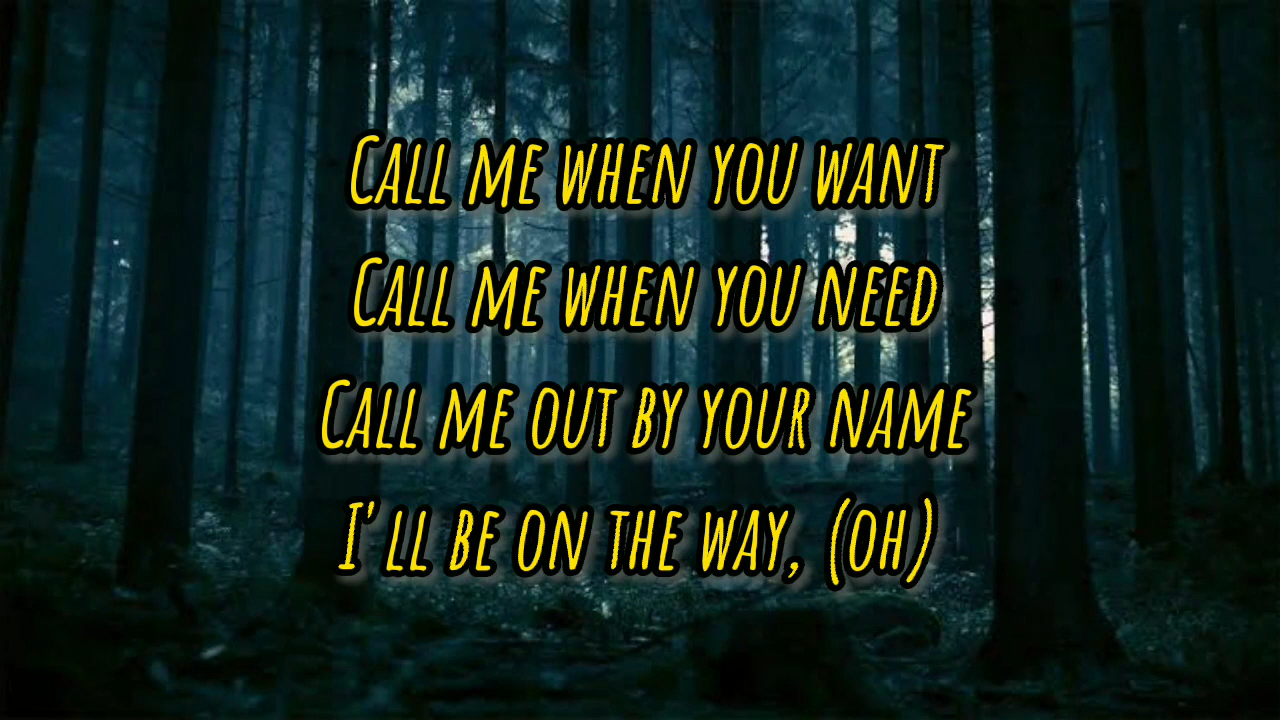 Call me when you want
Call me when you need
Call me out by your name
I'll be on the way, (oh)